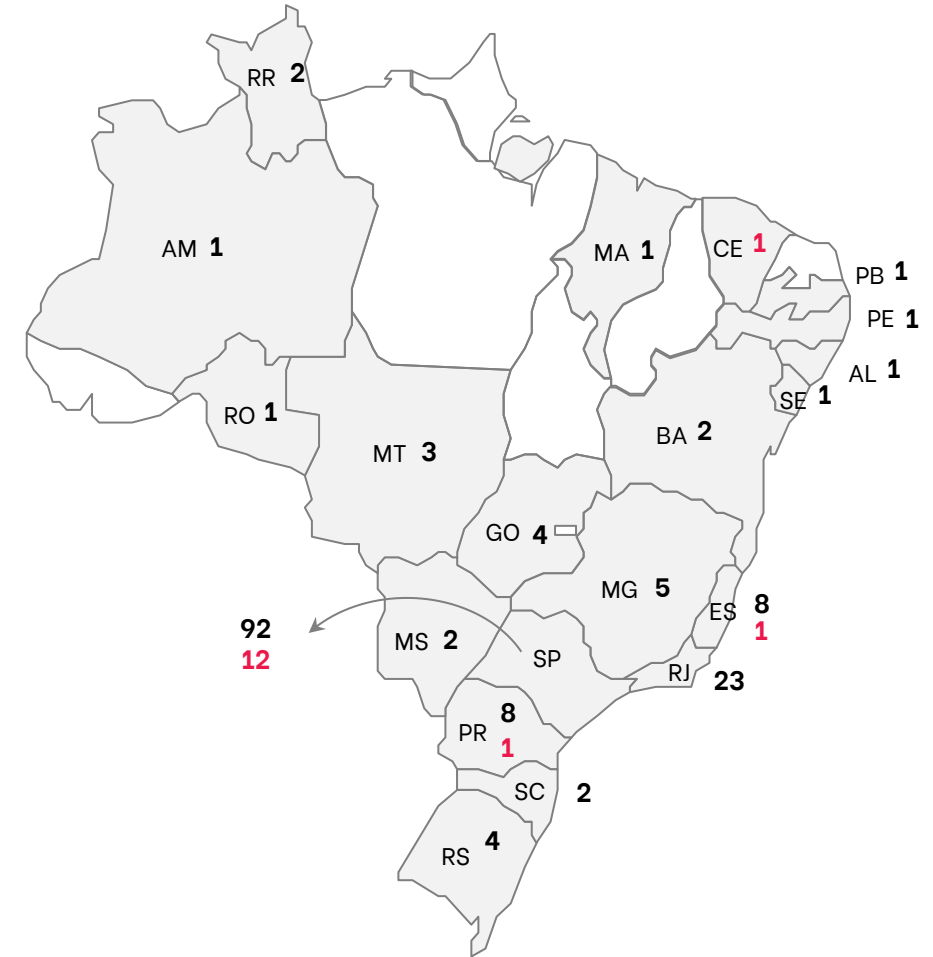 RR 2
AM 1
MA 1
CE 1
PB 1
PE 1
AL 1
SE 1
RO 1
BA 2
MT 3
GO 4
MG 5
ES 8
1
92
12
MS 2
SP
RJ 23
PR 8
1
SC 2
RS 4